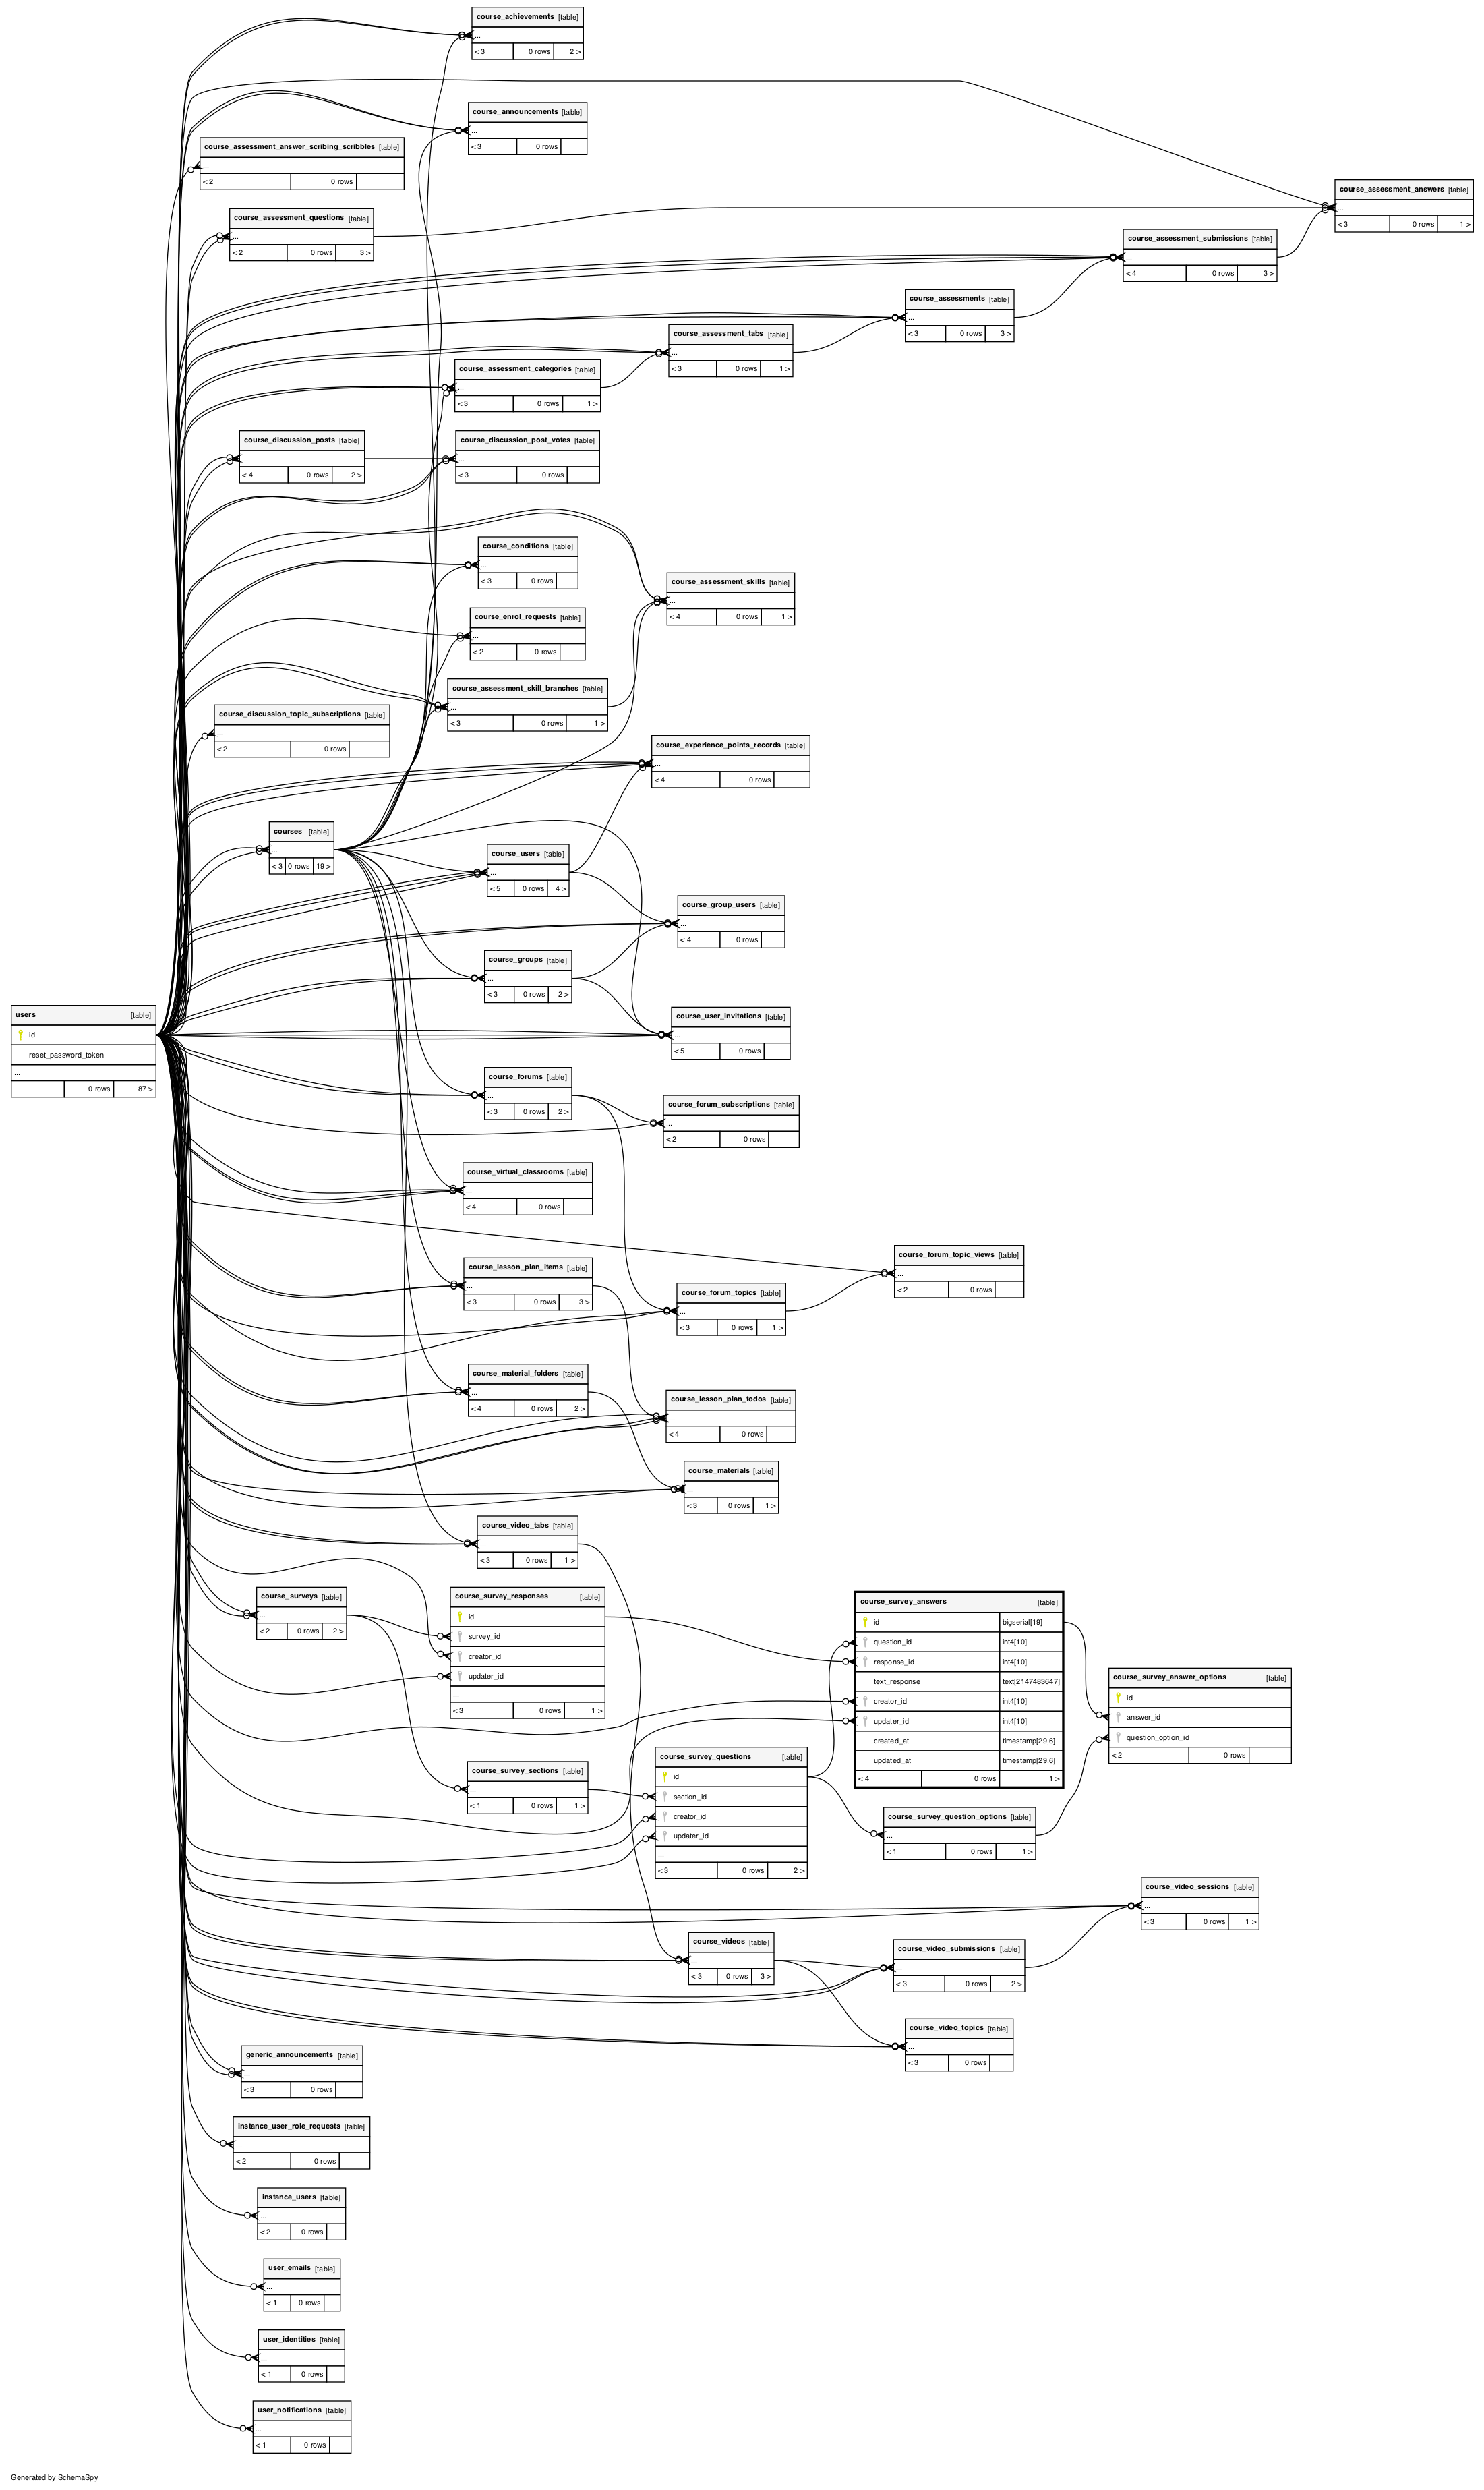 course_achievements [table]
...
< 3 0 rows 2 >
course_announcements [table]
...
< 3 0 rows
course_assessment_answer_scribing_scribbles [table]
...
< 2 0 rows
course_assessment_answers [table]
...
< 3 0 rows 1 >
course_assessment_questions [table]
...
< 2 0 rows 3 >
course_assessment_submissions [table]
...
< 4 0 rows 3 >
course_assessments [table]
...
< 3 0 rows 3 >
course_assessment_tabs [table]
...
< 3 0 rows 1 >
course_assessment_categories [table]
...
< 3 0 rows 1 >
course_discussion_posts [table]
...
< 4 0 rows 2 >
course_discussion_post_votes [table]
...
< 3 0 rows
course_conditions [table]
...
< 3 0 rows
course_assessment_skills [table]
...
< 4 0 rows 1 >
course_enrol_requests [table]
...
< 2 0 rows
course_assessment_skill_branches [table]
...
< 3 0 rows 1 >
course_discussion_topic_subscriptions [table]
...
< 2 0 rows
course_experience_points_records [table]
...
< 4 0 rows
courses [table]
...
< 3 0 rows 19 >
course_users [table]
...
< 5 0 rows 4 >
course_group_users [table]
...
< 4 0 rows
course_groups [table]
...
< 3 0 rows 2 >
users [table]
id
reset_password_token
...
0 rows 87 >
course_user_invitations [table]
...
< 5 0 rows
course_forums [table]
...
< 3 0 rows 2 >
course_forum_subscriptions [table]
...
< 2 0 rows
course_virtual_classrooms [table]
...
< 4 0 rows
course_forum_topic_views [table]
...
< 2 0 rows
course_lesson_plan_items [table]
...
< 3 0 rows 3 >
course_forum_topics [table]
...
< 3 0 rows 1 >
course_material_folders [table]
...
< 4 0 rows 2 >
course_lesson_plan_todos [table]
...
< 4 0 rows
course_materials [table]
...
< 3 0 rows 1 >
course_video_tabs [table]
...
< 3 0 rows 1 >
course_surveys [table]
...
< 2 0 rows 2 >
course_survey_responses [table]
id
survey_id
creator_id
updater_id
...
< 3 0 rows 1 >
course_survey_answers [table]
id bigserial[19]
question_id int4[10]
response_id int4[10]
text_response text[2147483647]
creator_id int4[10]
updater_id int4[10]
created_at timestamp[29,6]
updated_at timestamp[29,6]
< 4 0 rows 1 >
course_survey_answer_options [table]
id
answer_id
question_option_id
< 2 0 rows
course_survey_questions [table]
id
section_id
creator_id
updater_id
...
< 3 0 rows 2 >
course_survey_sections [table]
...
< 1 0 rows 1 >
course_survey_question_options [table]
...
< 1 0 rows 1 >
course_video_sessions [table]
...
< 3 0 rows 1 >
course_videos [table]
...
< 3 0 rows 3 >
course_video_submissions [table]
...
< 3 0 rows 2 >
course_video_topics [table]
...
< 3 0 rows
generic_announcements [table]
...
< 3 0 rows
instance_user_role_requests [table]
...
< 2 0 rows
instance_users [table]
...
< 2 0 rows
user_emails [table]
...
< 1 0 rows
user_identities [table]
...
< 1 0 rows
user_notifications [table]
...
< 1 0 rows
Generated by SchemaSpy